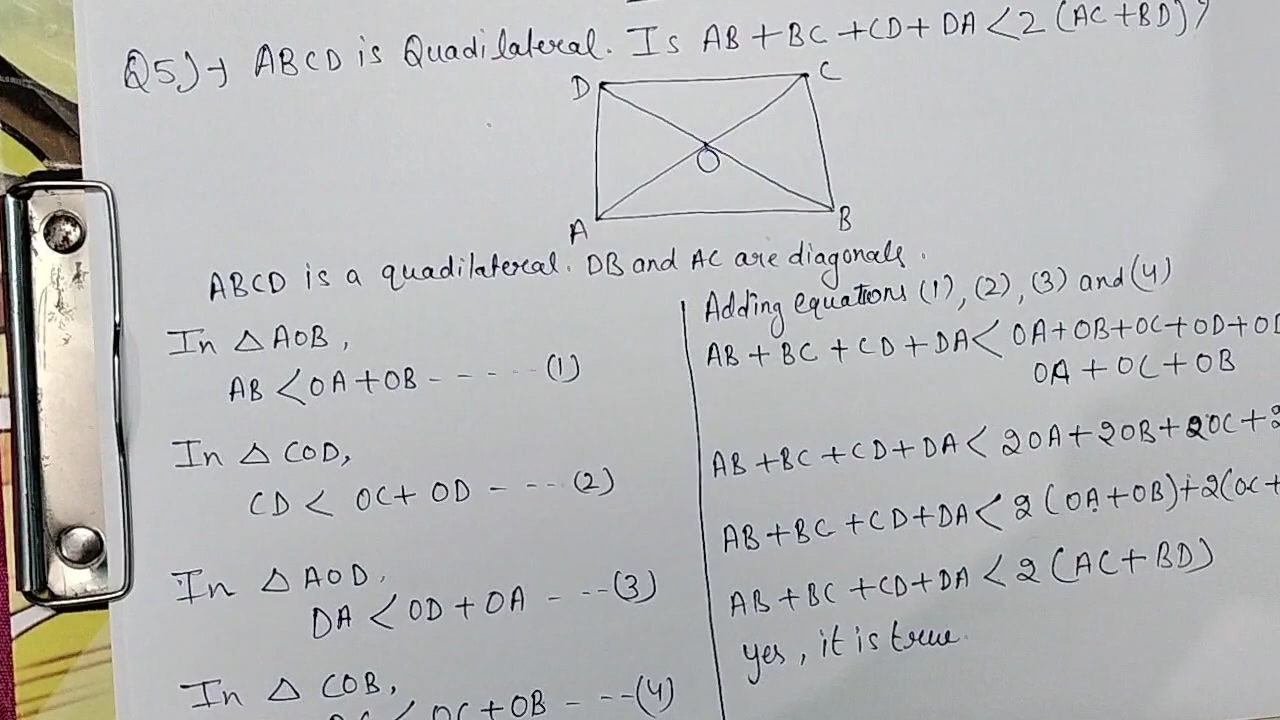 Q5)→ ABCD is Quadilateral. Is AB+BC+CD+DA<2(AC+BD)?
D
C
O
A
B
ABCD is a quadilateral. DB and AC are diagonals.
In △AOB,
AB<OA+OB------(1)
In △COD,
CD< OC+OD-----(2)
In △AOD,
DA<OD+OA---(3)
In △COB,
<OC+OB---(4)
Adding equations (1), (2), (3) and (4)
AB+BC+CD+DA<OA+OB+OC+OD+OD
OA+OC+OB
AB+BC+CD+DA<2OA+2OB+2OC+2
AB+BC+CD+DA<2(OA+OB)+2(OC+
AB+BC+CD+DA<2(AC+BD)
yes, it is true.